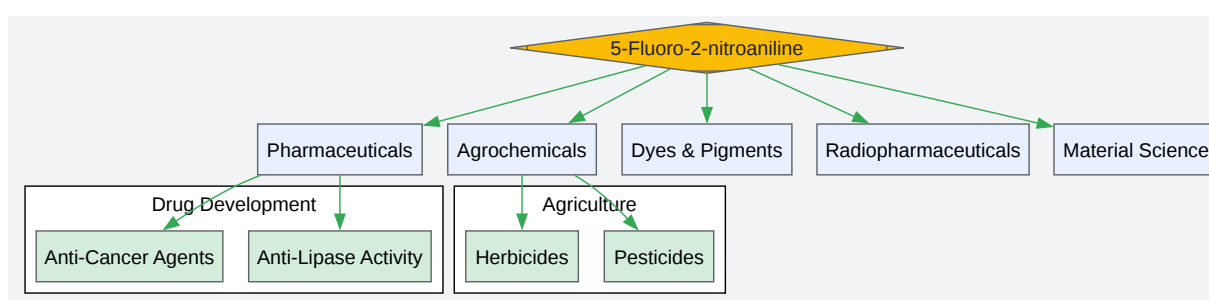 5-Fluoro-2-nitroaniline
Pharmaceuticals
Agrochemicals
Dyes & Pigments
Radiopharmaceuticals
Material Science
Drug Development
Agriculture
Anti-Cancer Agents
Anti-Lipase Activity
Herbicides
Pesticides